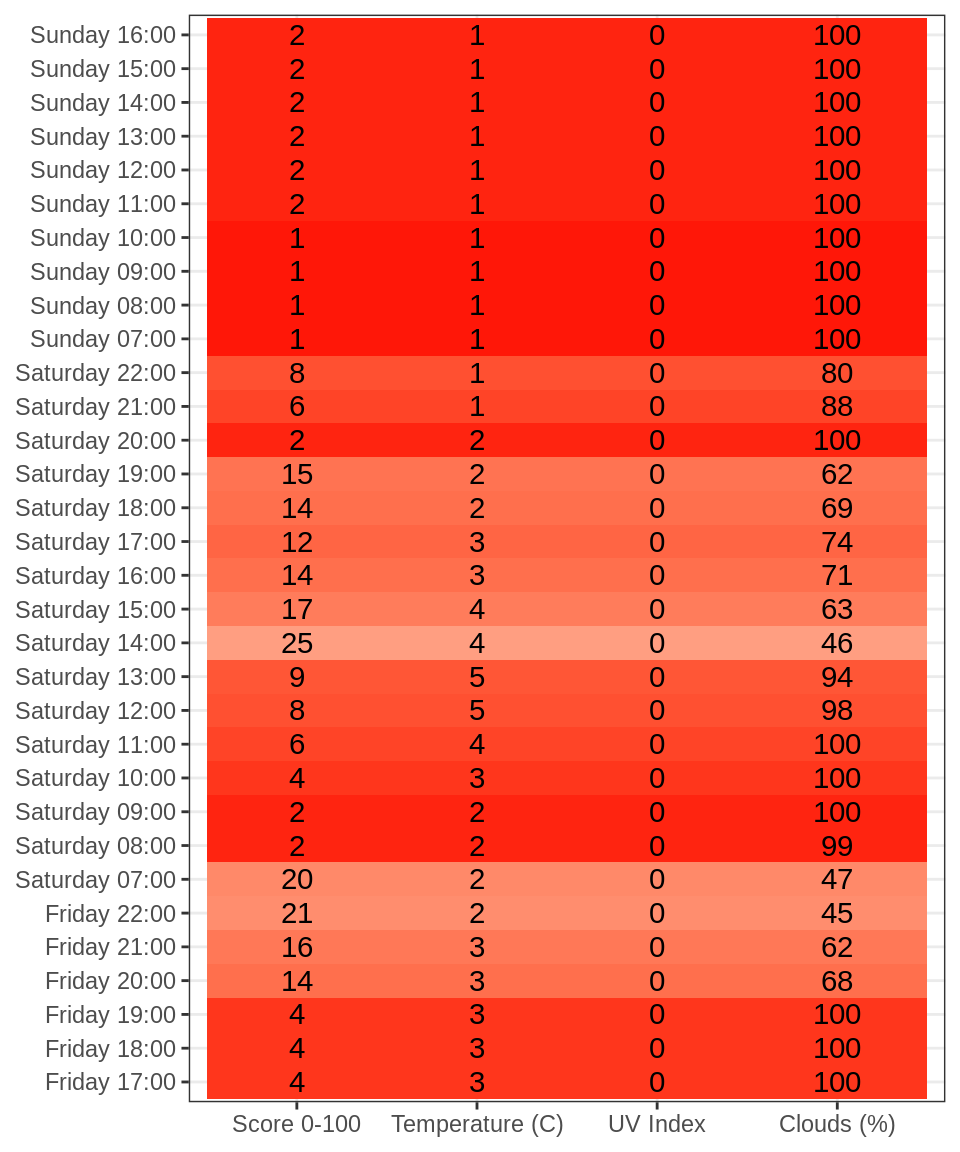 Sunday 16:00 2 1 0 100
Sunday 15:00 2 1 0 100
Sunday 14:00 2 1 0 100
Sunday 13:00 2 1 0 100
Sunday 12:00 2 1 0 100
Sunday 11:00 2 1 0 100
Sunday 10:00 1 1 0 100
Sunday 09:00 1 1 0 100
Sunday 08:00 1 1 0 100
Sunday 07:00 1 1 0 100
Saturday 22:00 8 1 0 80
Saturday 21:00 6 1 0 88
Saturday 20:00 2 2 0 100
Saturday 19:00 15 2 0 62
Saturday 18:00 14 2 0 69
Saturday 17:00 12 3 0 74
Saturday 16:00 14 3 0 71
Saturday 15:00 17 4 0 63
Saturday 14:00 25 4 0 46
Saturday 13:00 9 5 0 94
Saturday 12:00 8 5 0 98
Saturday 11:00 6 4 0 100
Saturday 10:00 4 3 0 100
Saturday 09:00 2 2 0 100
Saturday 08:00 2 2 0 99
Saturday 07:00 20 2 0 47
Friday 22:00 21 2 0 45
Friday 21:00 16 3 0 62
Friday 20:00 14 3 0 68
Friday 19:00 4 3 0 100
Friday 18:00 4 3 0 100
Friday 17:00 4 3 0 100
Score 0-100 Temperature (C) UV Index Clouds (%)